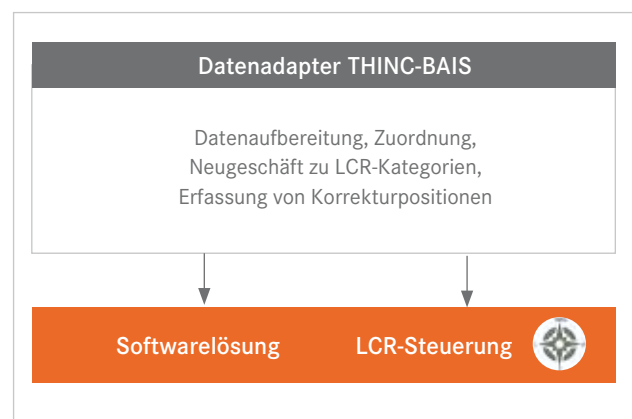 Datenadapter THINC-BAIS
Datenaufbereitung, Zuordnung,
Neugeschäft zu LCR-Kategorien,
Erfassung von Korrekturpositionen
Softwarelösung LCR-Steuerung